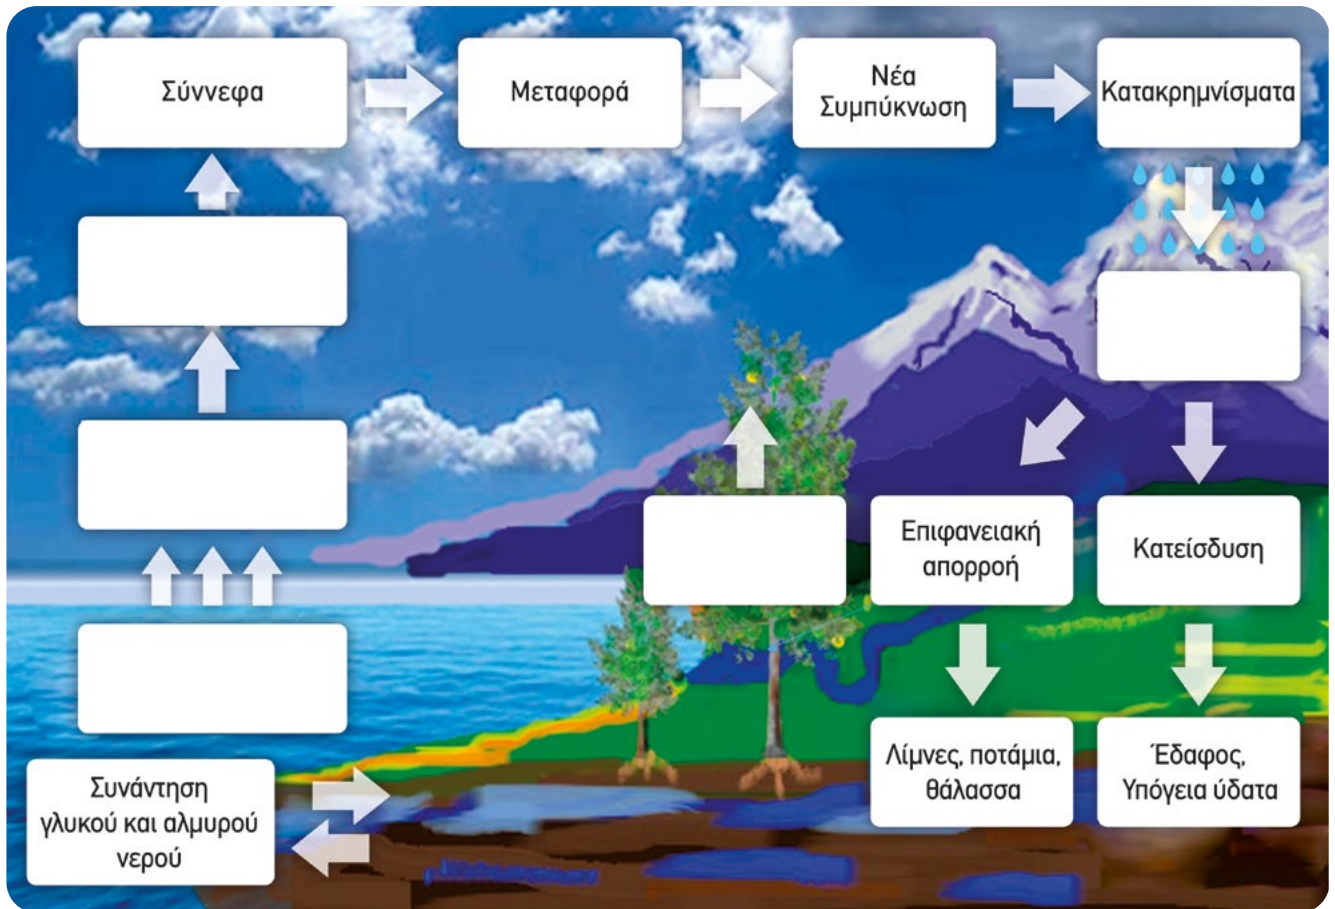 Σύννεφα
Μεταφορά
Νέα
Συμπύκνωση
Κατακρημνίσματα
Επιφανειακή
απορροή
Κατείσδυση
Λίμνες, ποτάμια,
θάλασσα
Έδαφος,
Υπόγεια ύδατα
Συνάντηση
γλυκού και αλμυρού
νερού